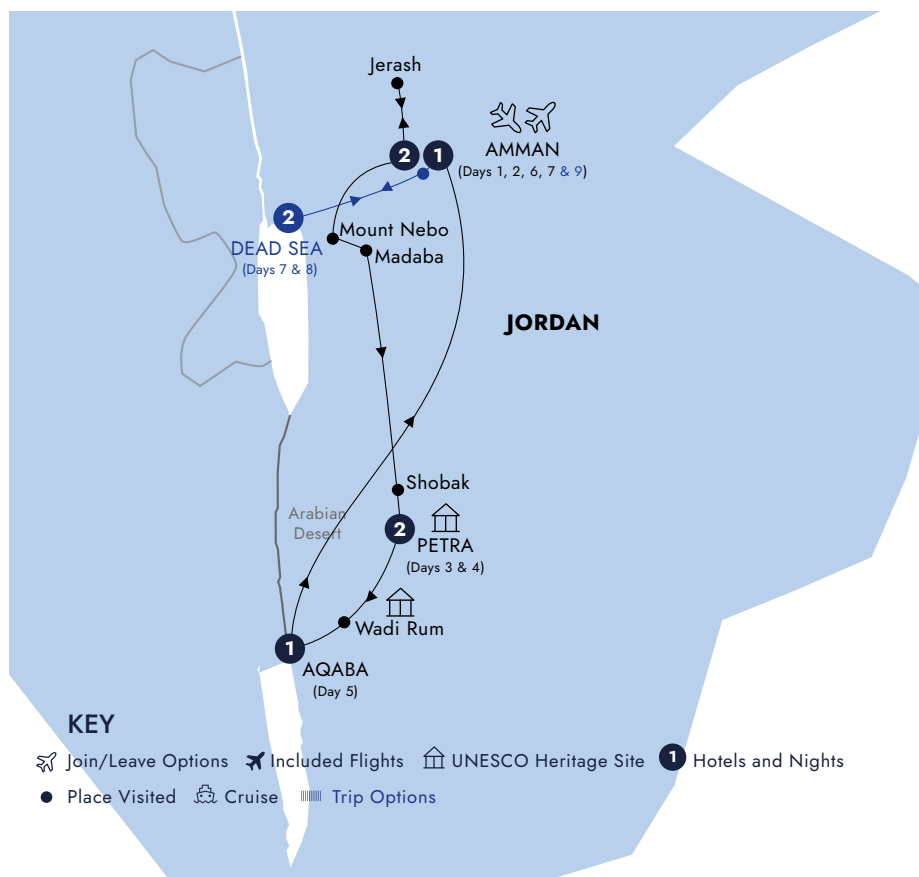 Jerash
2
1
AMMAN
(Days 1, 2, 6, 7 & 9)
2
DEAD SEA
(Days 7 & 8)
Mount Nebo
Madaba
JORDAN
Shobak
Arabian
Desert
2
PETRA
(Days 3 & 4)
Wadi Rum
1
AQABA
(Day 5)
KEY
Join/Leave Options
Included Flights
UNESCO Heritage Site
1
Hotels and Nights
Place Visited
Cruise
Trip Options